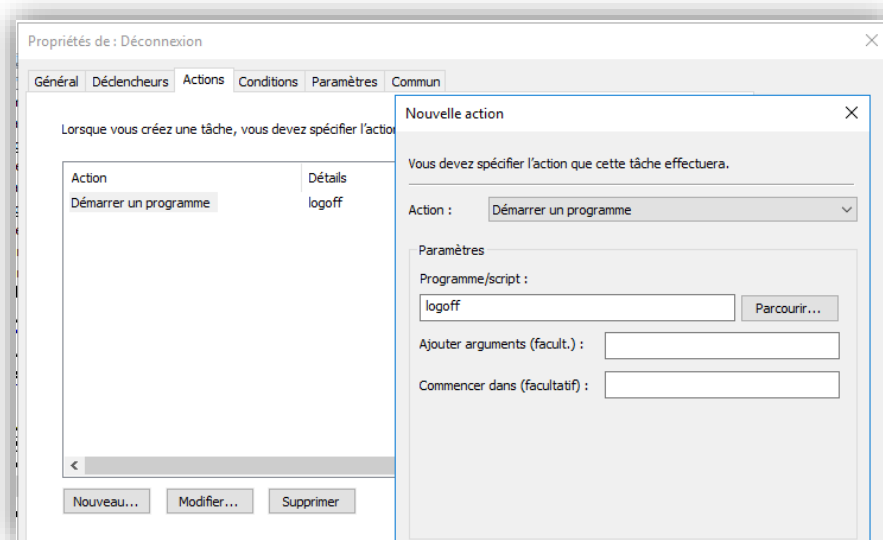 Propriétés de : Déconnexion
Général Déclencheurs Actions Conditions Paramètres Commun
Lorsque vous créez une tâche, vous devez spécifier l'action
Action Détails
Démarrer un programme logoff
Nouveau... Modifier... Supprimer
Nouvelle action
Vous devez spécifier l'action que cette tâche effectuera.
Action : Démarrer un programme
Paramètres
Programme/script :
logoff Parcourir...
Ajouter arguments (facult.) :
Commencer dans (facultatif) :